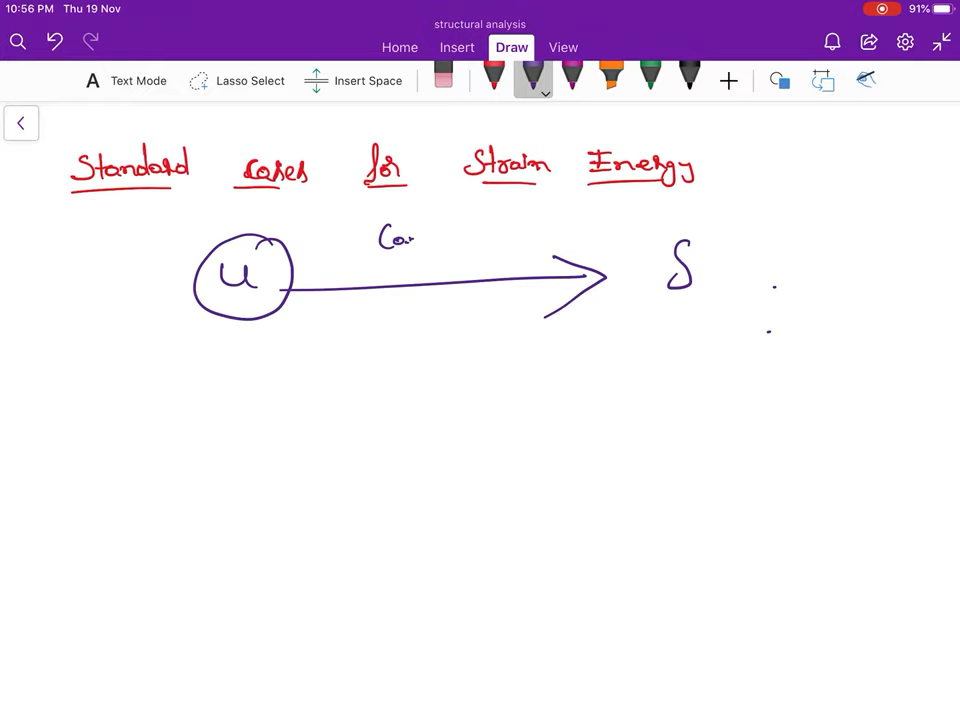 10:56 PM Thu 19 Nov
91%
structural analysis
Home Insert Draw View
A Text Mode Lasso Select Insert Space
Standard cases for Strain Energy
Ca
U δ